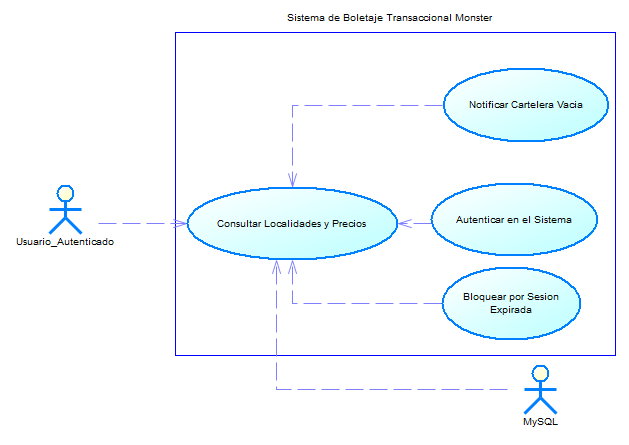 Sistema de Boletaje Transaccional Monster
Notificar Cartelera Vacia
Usuario_Autenticado
Consultar Localidades y Precios
Autenticar en el Sistema
Bloquear por Sesion
Expirada
MySQL